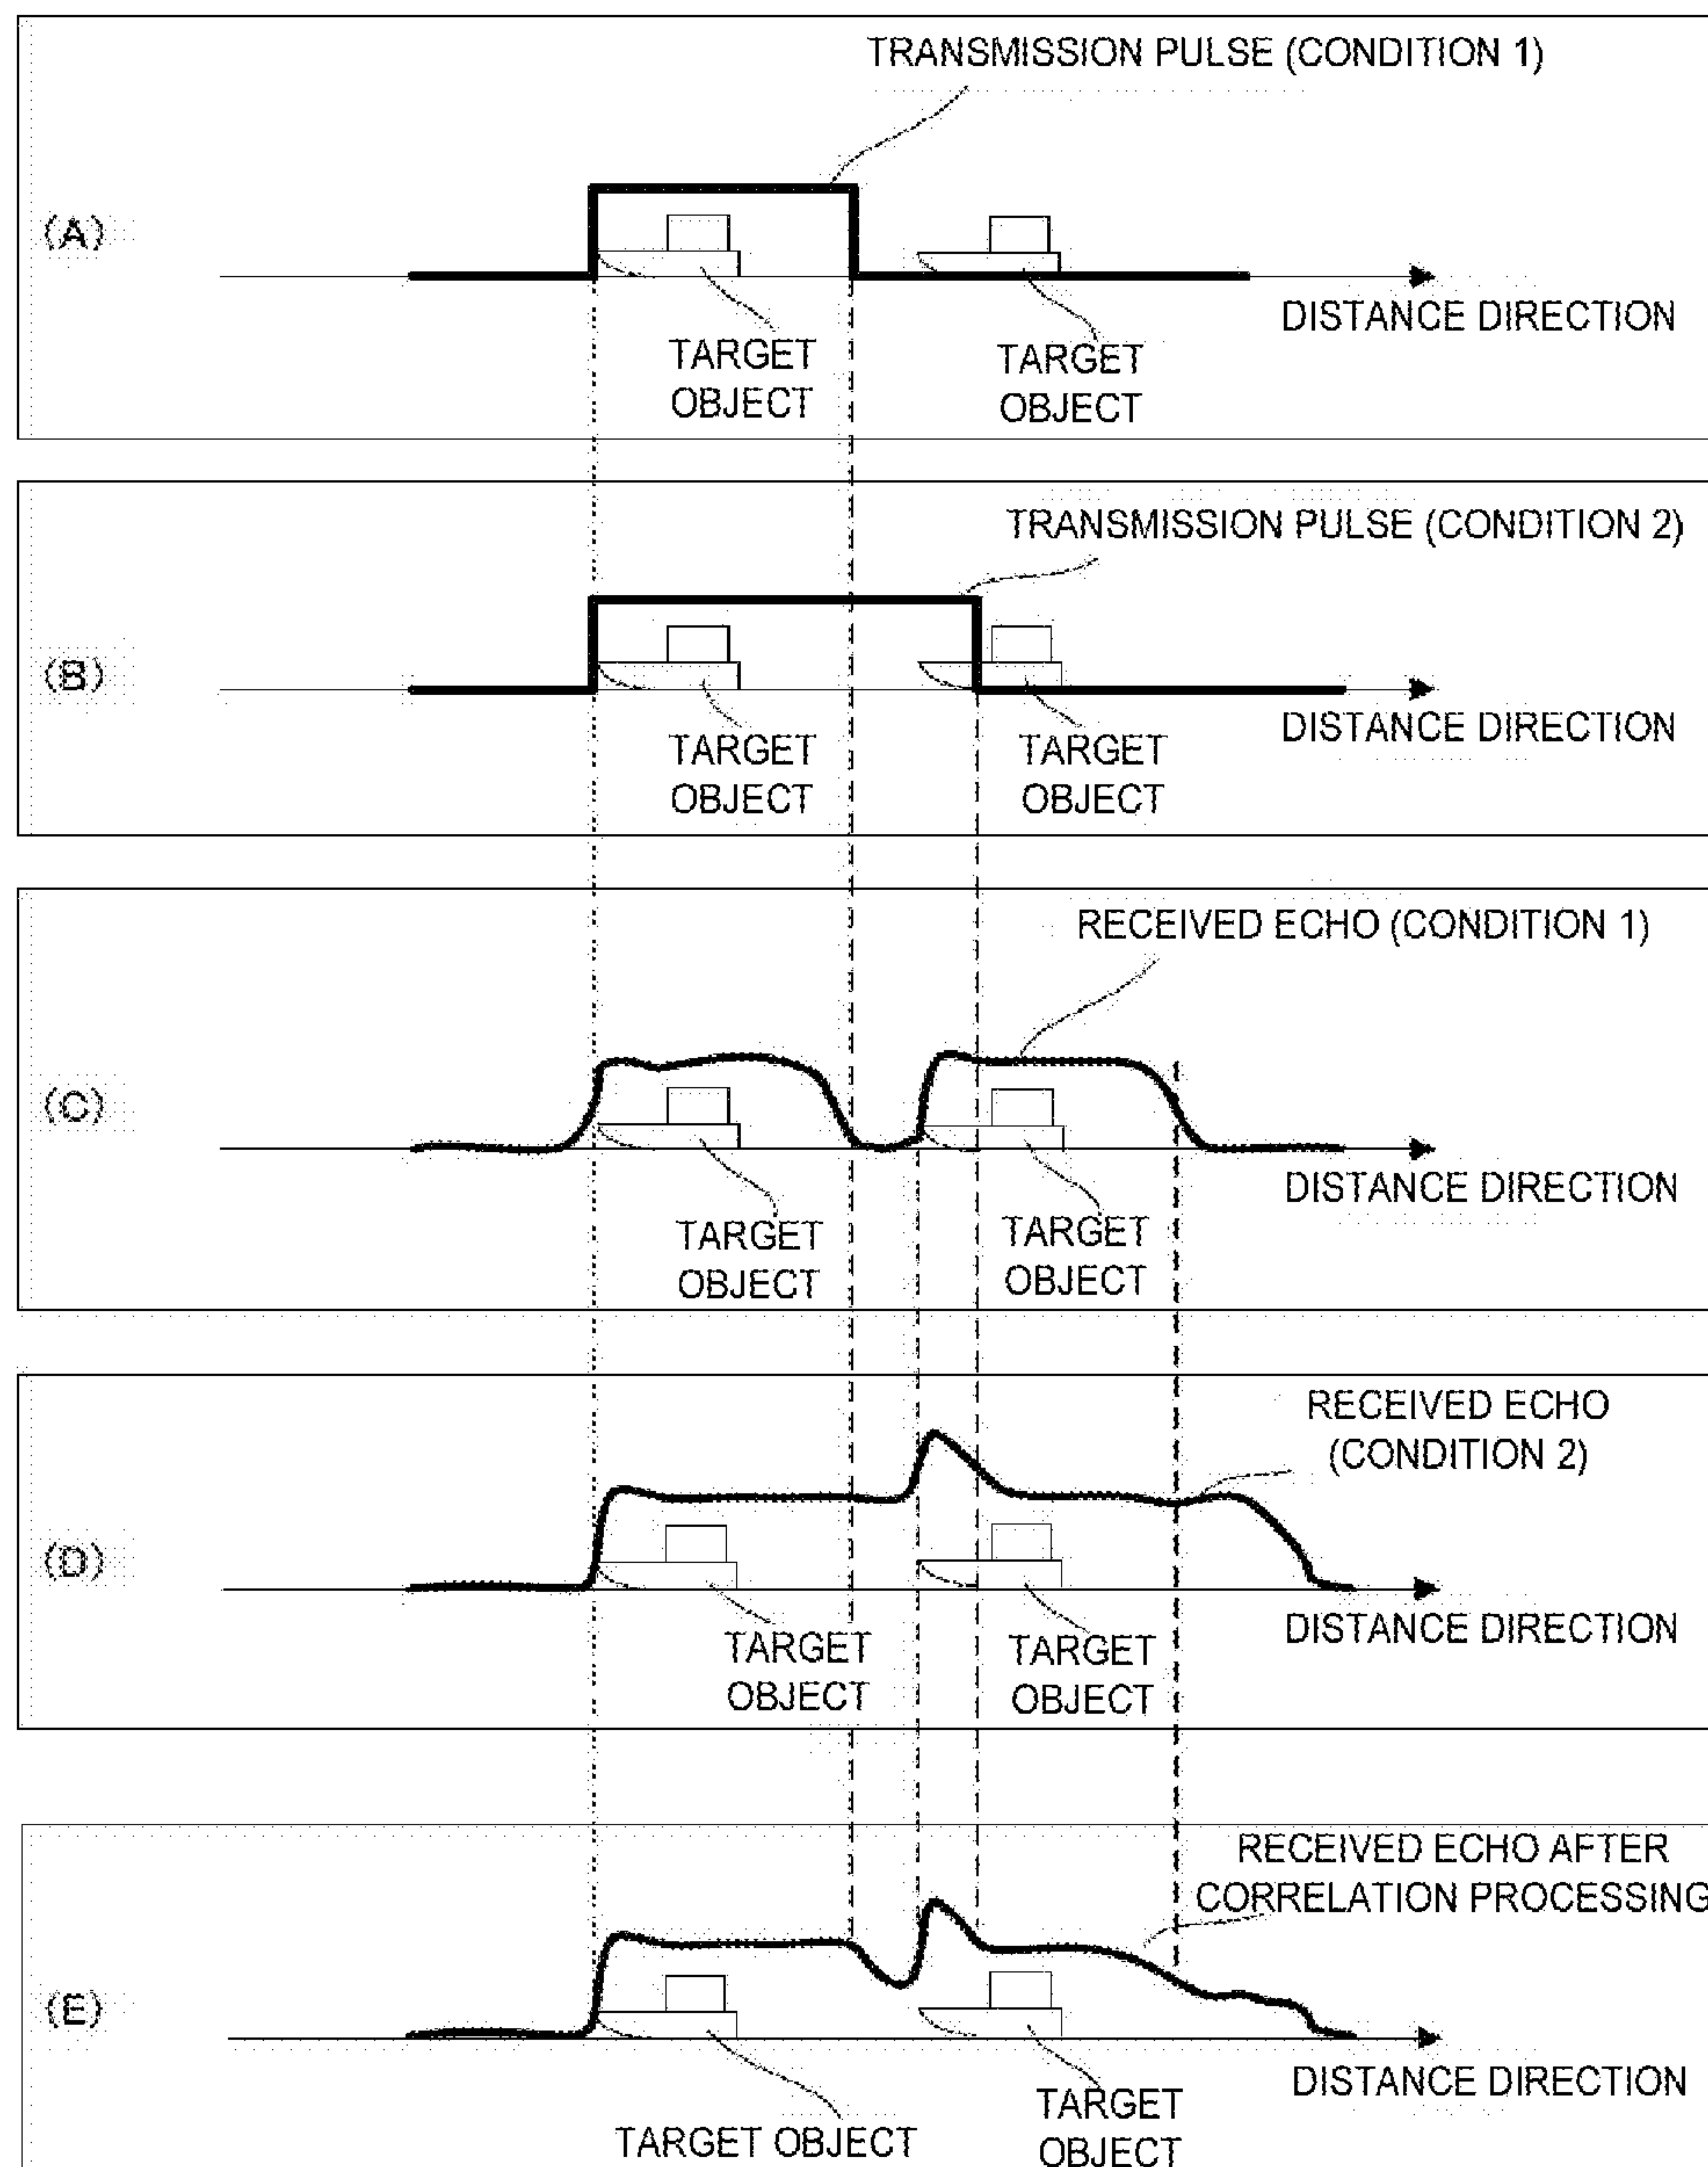 TRANSMISSION PULSE (CONDITION 1)
(A)
DISTANCE DIRECTION
TARGET
OBJECT
TARGET
OBJECT
TRANSMISSION PULSE (CONDITION 2)
(B)
DISTANCE DIRECTION
TARGET
OBJECT
TARGET
OBJECT
RECEIVED ECHO (CONDITION 1)
(C)
DISTANCE DIRECTION
TARGET
OBJECT
TARGET
OBJECT
RECEIVED ECHO
(CONDITION 2)
(D)
DISTANCE DIRECTION
TARGET
OBJECT
TARGET
OBJECT
RECEIVED ECHO AFTER
CORRELATION PROCESSING
(E)
DISTANCE DIRECTION
TARGET OBJECT
TARGET
OBJECT